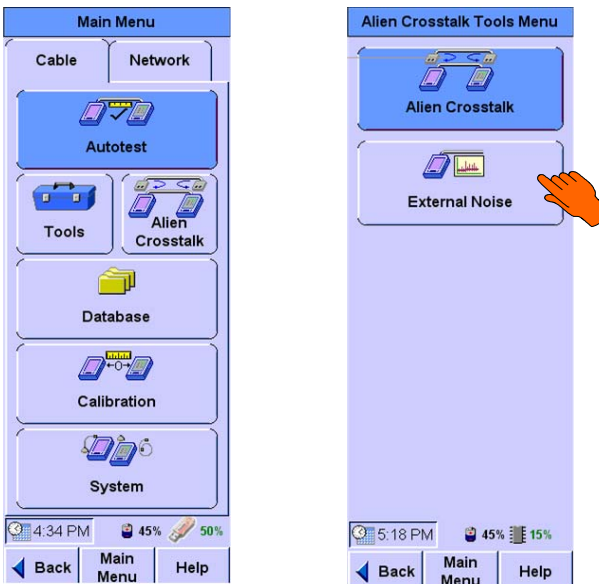 Main Menu
Cable
Network
Autotest
Tools
Alien
Crosstalk
Database
Calibration
System
4:34 PM
45%
50%
Back
Main
Menu
Help
Alien Crosstalk Tools Menu
Alien Crosstalk
External Noise
5:18 PM
45%
15%
Back
Main
Menu
Help